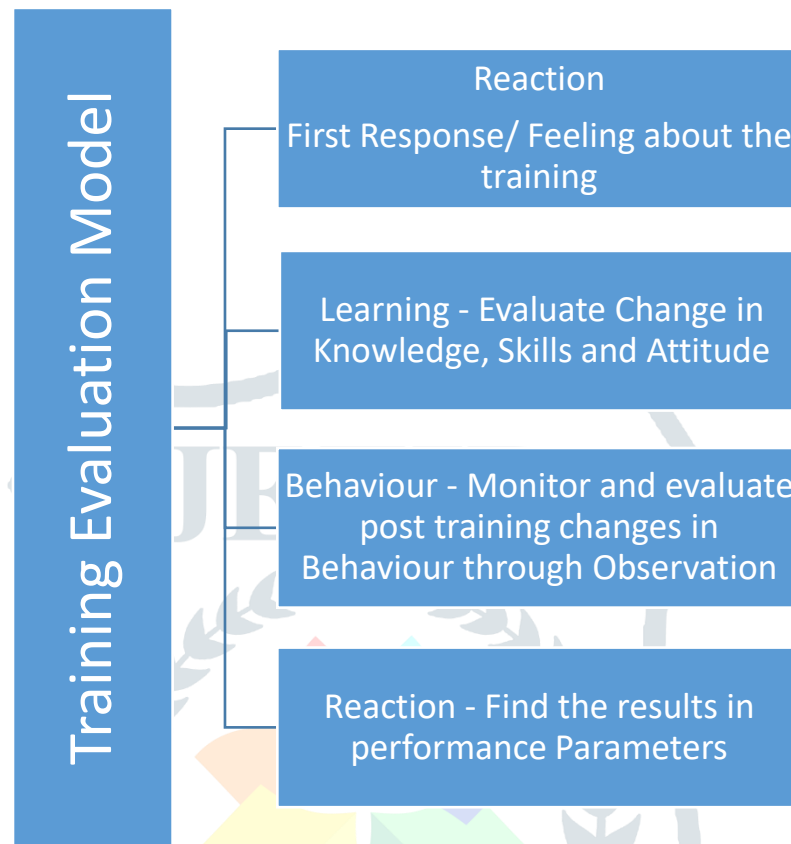 Training Evaluation Model
Reaction
First Response/ Feeling about the
training
Learning - Evaluate Change in
Knowledge, Skills and Attitude
Behaviour - Monitor and evaluate
post training changes in
Behaviour through Observation
Reaction - Find the results in
performance Parameters